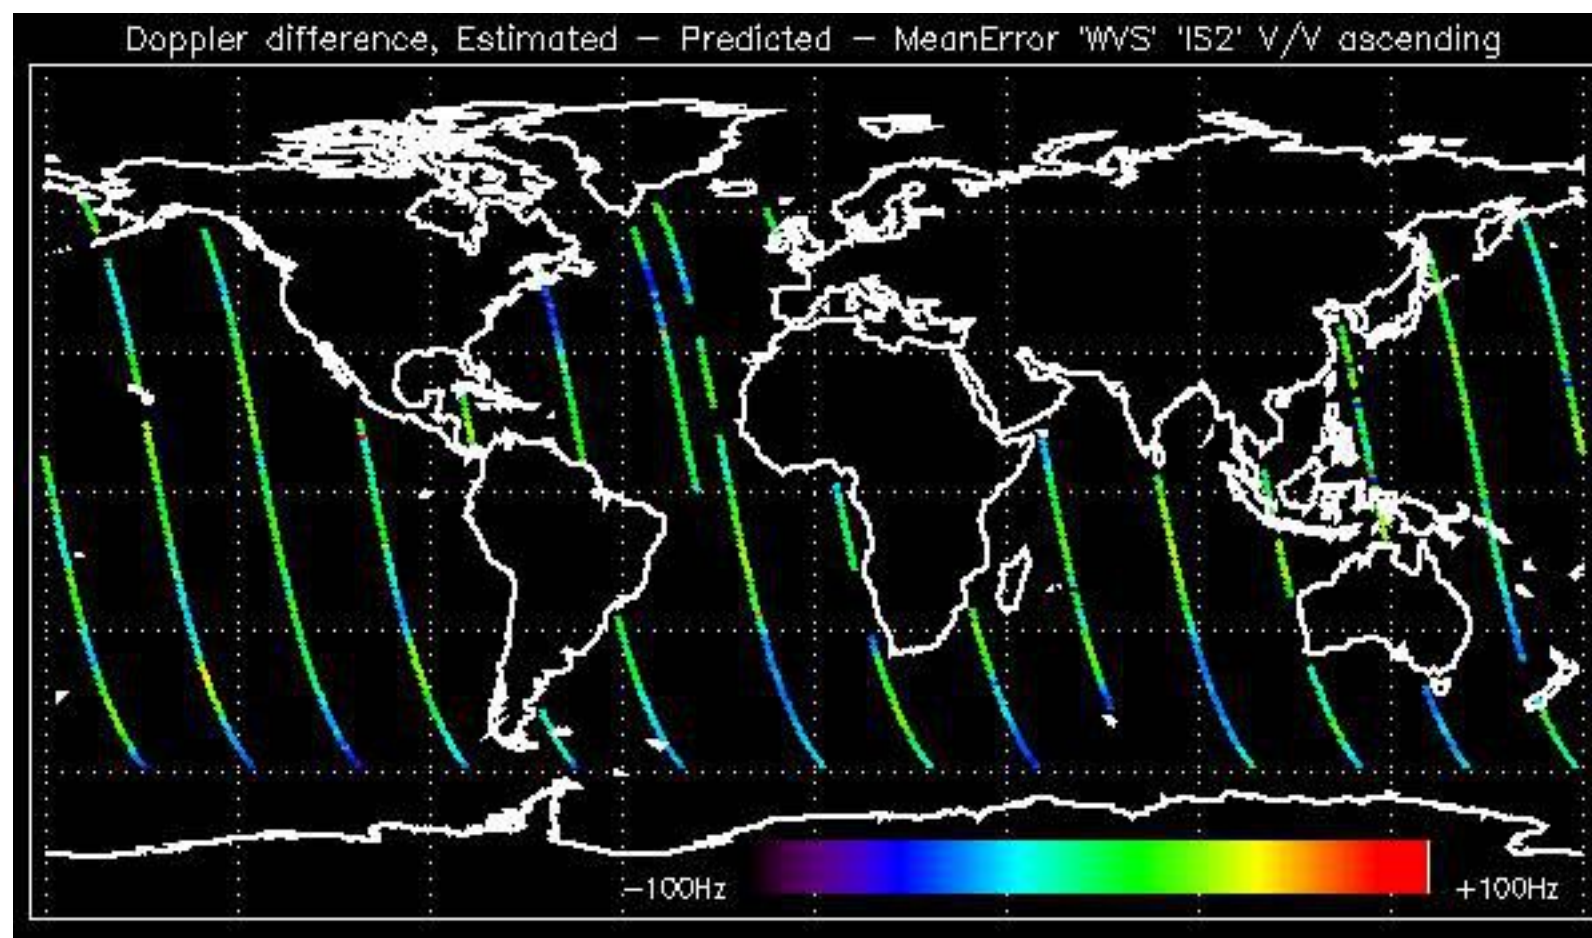 Doppler difference, Estimated – Predicted – MeanError 'WVS' 'IS2' V/V ascending
−100Hz
+100Hz